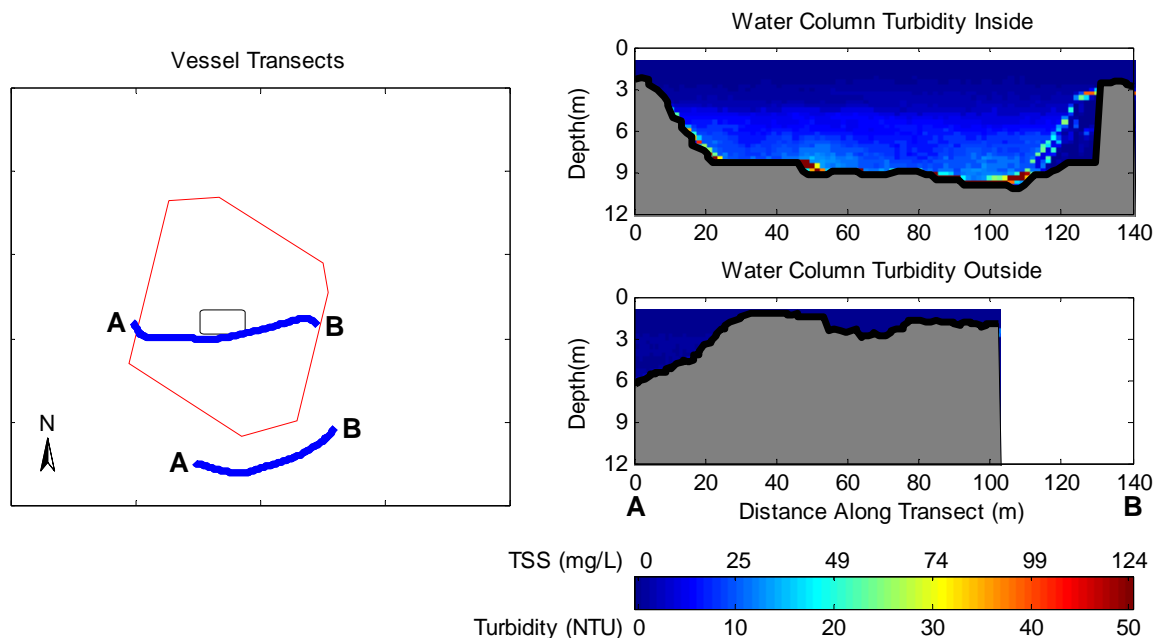 Vessel Transects
A
B
A
B
N
Water Column Turbidity Inside
Depth(m)
0
3
6
9
12
0 20 40 60 80 100 120 140
Water Column Turbidity Outside
Depth(m)
0
3
6
9
12
0 20 40 60 80 100 120 140
A Distance Along Transect (m) B
TSS (mg/L) 0 25 49 74 99 124
Turbidity (NTU) 0 10 20 30 40 50